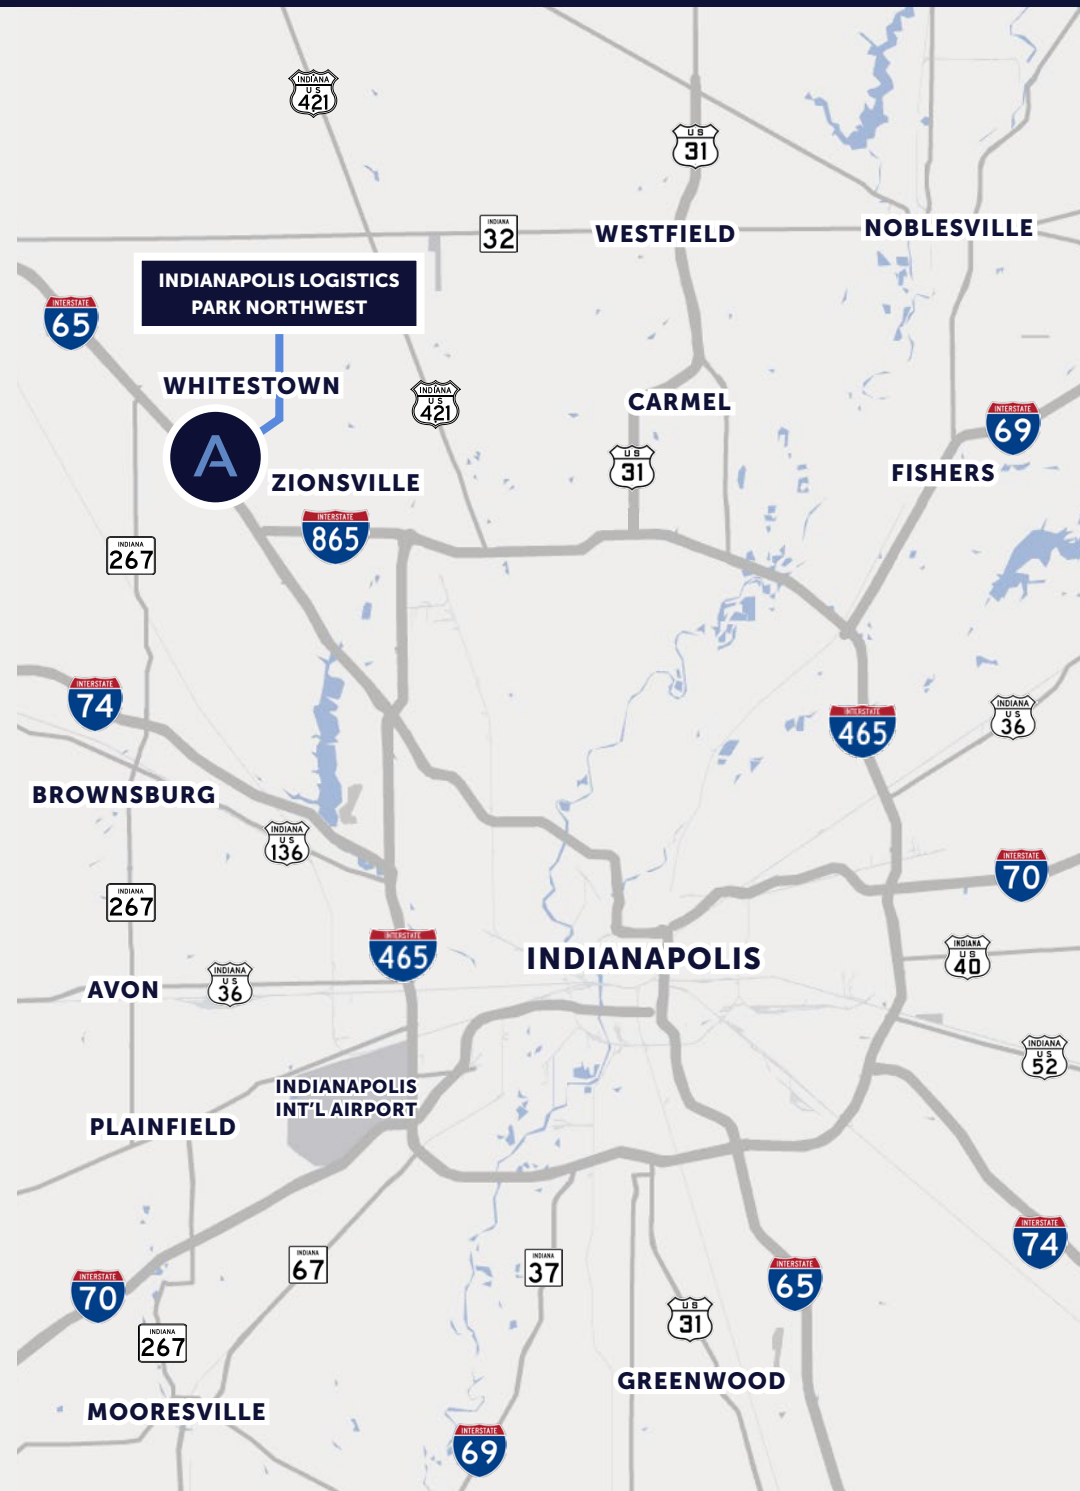 INDIANA
US
421
US
31
INDIANA
32
WESTFIELD
NOBLESVILLE
INDIANAPOLIS LOGISTICS
PARK NORTHWEST
INTERSTATE
65
WHITESTOWN
INDIANA
US
421
CARMEL
INTERSTATE
69
A
US
31
ZIONSVILLE
FISHERS
INTERSTATE
865
INDIANA
267
INTERSTATE
74
INTERSTATE
465
INDIANA
US
36
BROWNSBURG
INDIANA
US
136
INTERSTATE
70
INDIANA
267
INTERSTATE
465
INDIANAPOLIS
INDIANA
US
40
AVON
INDIANA
US
36
INDIANA
US
52
INDIANAPOLIS
INT'L AIRPORT
PLAINFIELD
INTERSTATE
74
INDIANA
67
INDIANA
37
INTERSTATE
65
INTERSTATE
70
US
31
INDIANA
267
GREENWOOD
MOORESVILLE
INTERSTATE
69